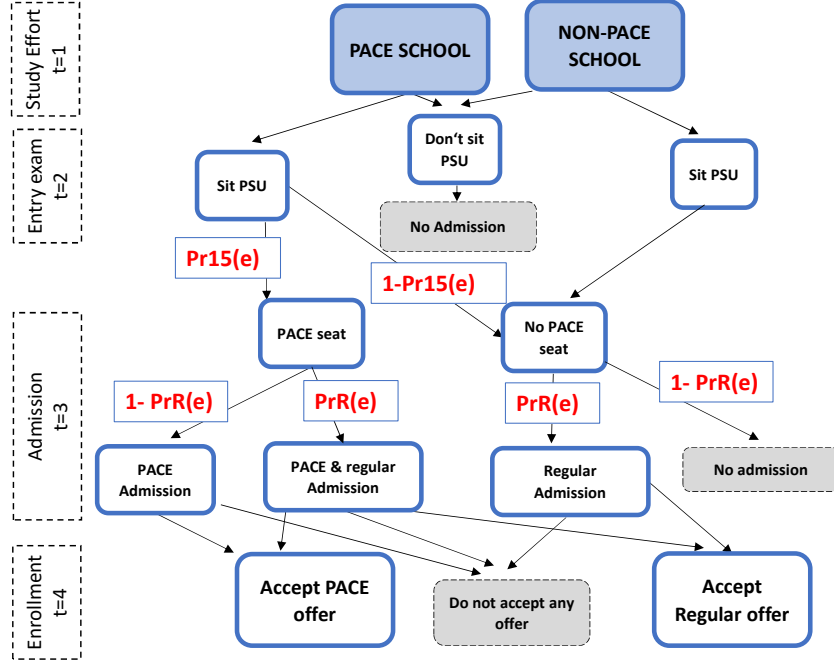 Study Effort
t=1
PACE SCHOOL
NON-PACE
SCHOOL
Entry exam
t=2
Sit PSU
Don't sit
PSU
Sit PSU
No Admission
Pr15(e)
1-Pr15(e)
Admission
t=3
PACE seat
No PACE
seat
1- PrR(e)
PrR(e)
PrR(e)
1- PrR(e)
PACE
Admission
PACE & regular
Admission
Regular
Admission
No admission
Enrollment
t=4
Accept PACE
offer
Do not accept any
offer
Accept
Regular offer